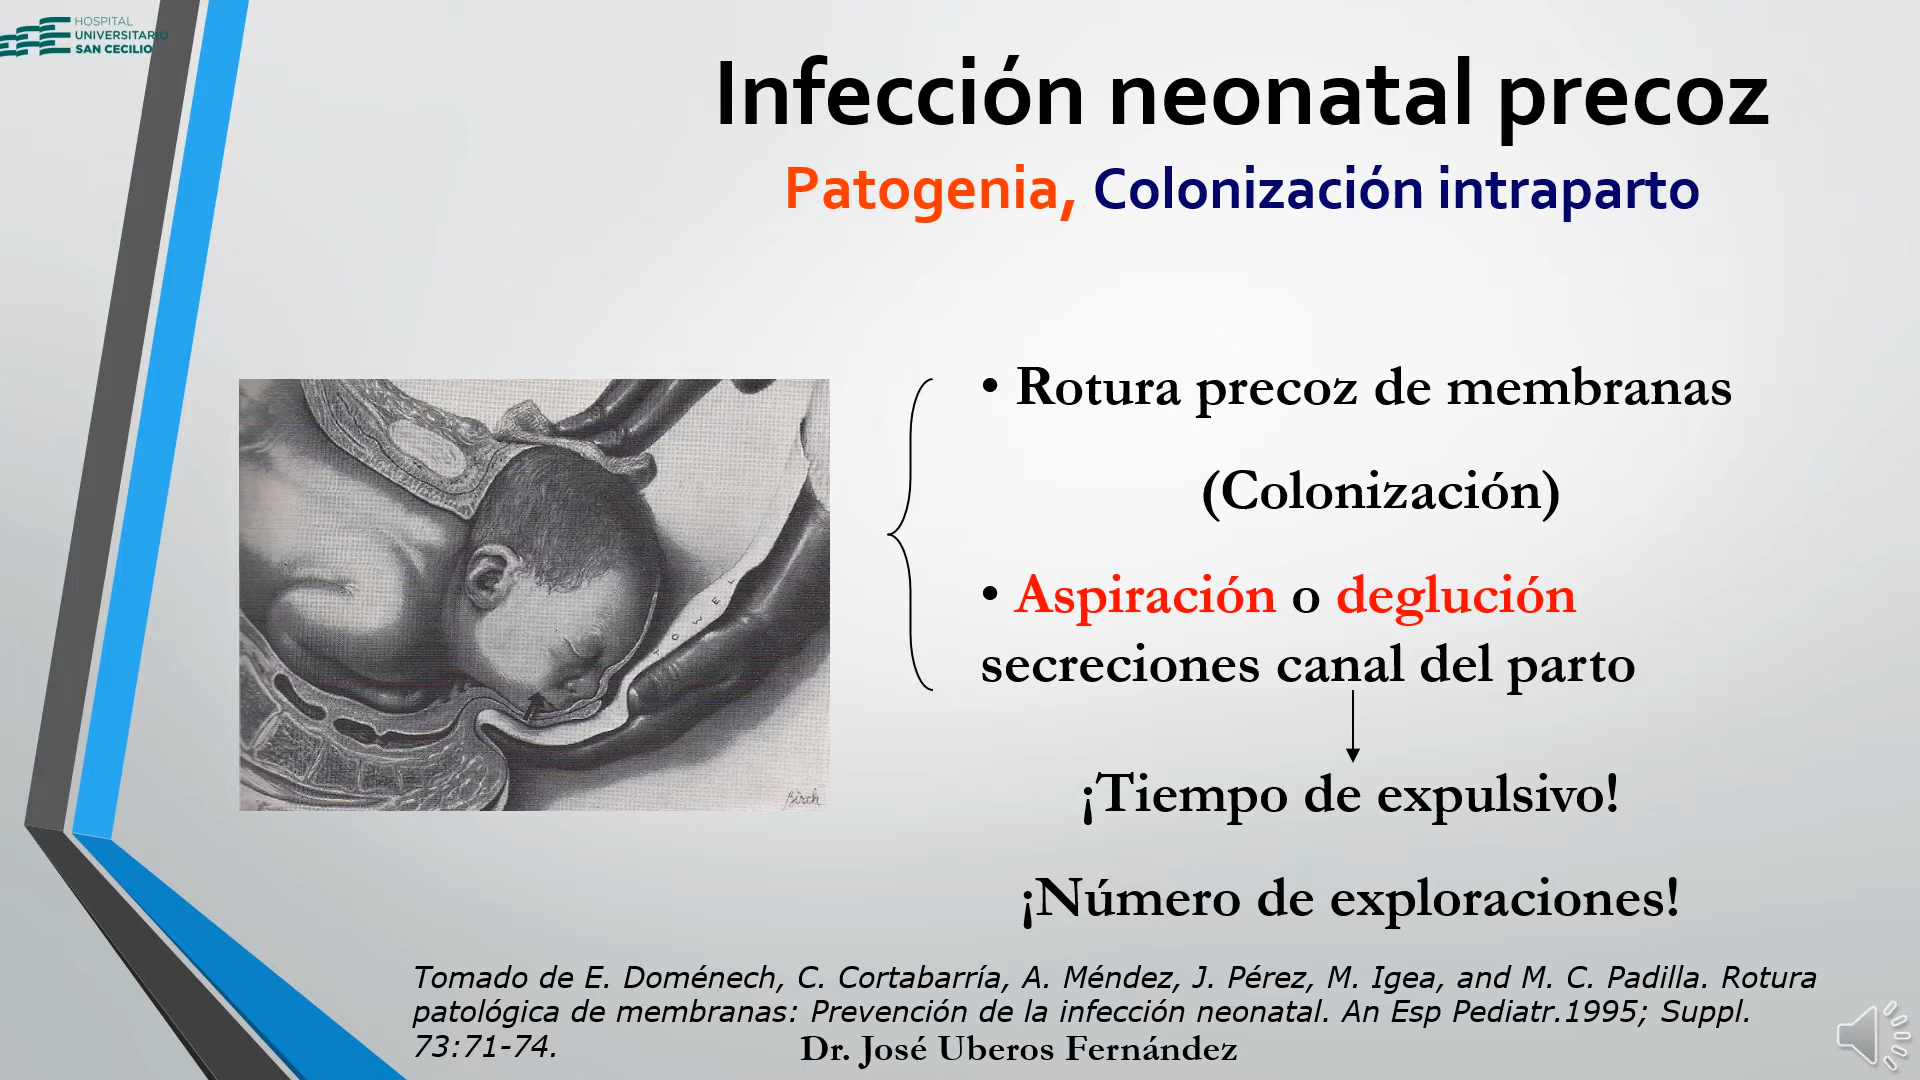 HOSPITAL
UNIVERSITARIO
SAN CECILIO
Infección neonatal precoz
Patogenia, Colonización intraparto
• Rotura precoz de membranas
(Colonización)
• Aspiración o deglución
secreciones canal del parto
¡Tiempo de expulsivo!
¡Número de exploraciones!
TOWEL
Birch
Tomado de E. Doménech, C. Cortabarría, A. Méndez, J. Pérez, M. Igea, and M. C. Padilla. Rotura
patológica de membranas: Prevención de la infección neonatal. An Esp Pediatr.1995; Suppl.
73:71-74.
Dr. José Uberos Fernández